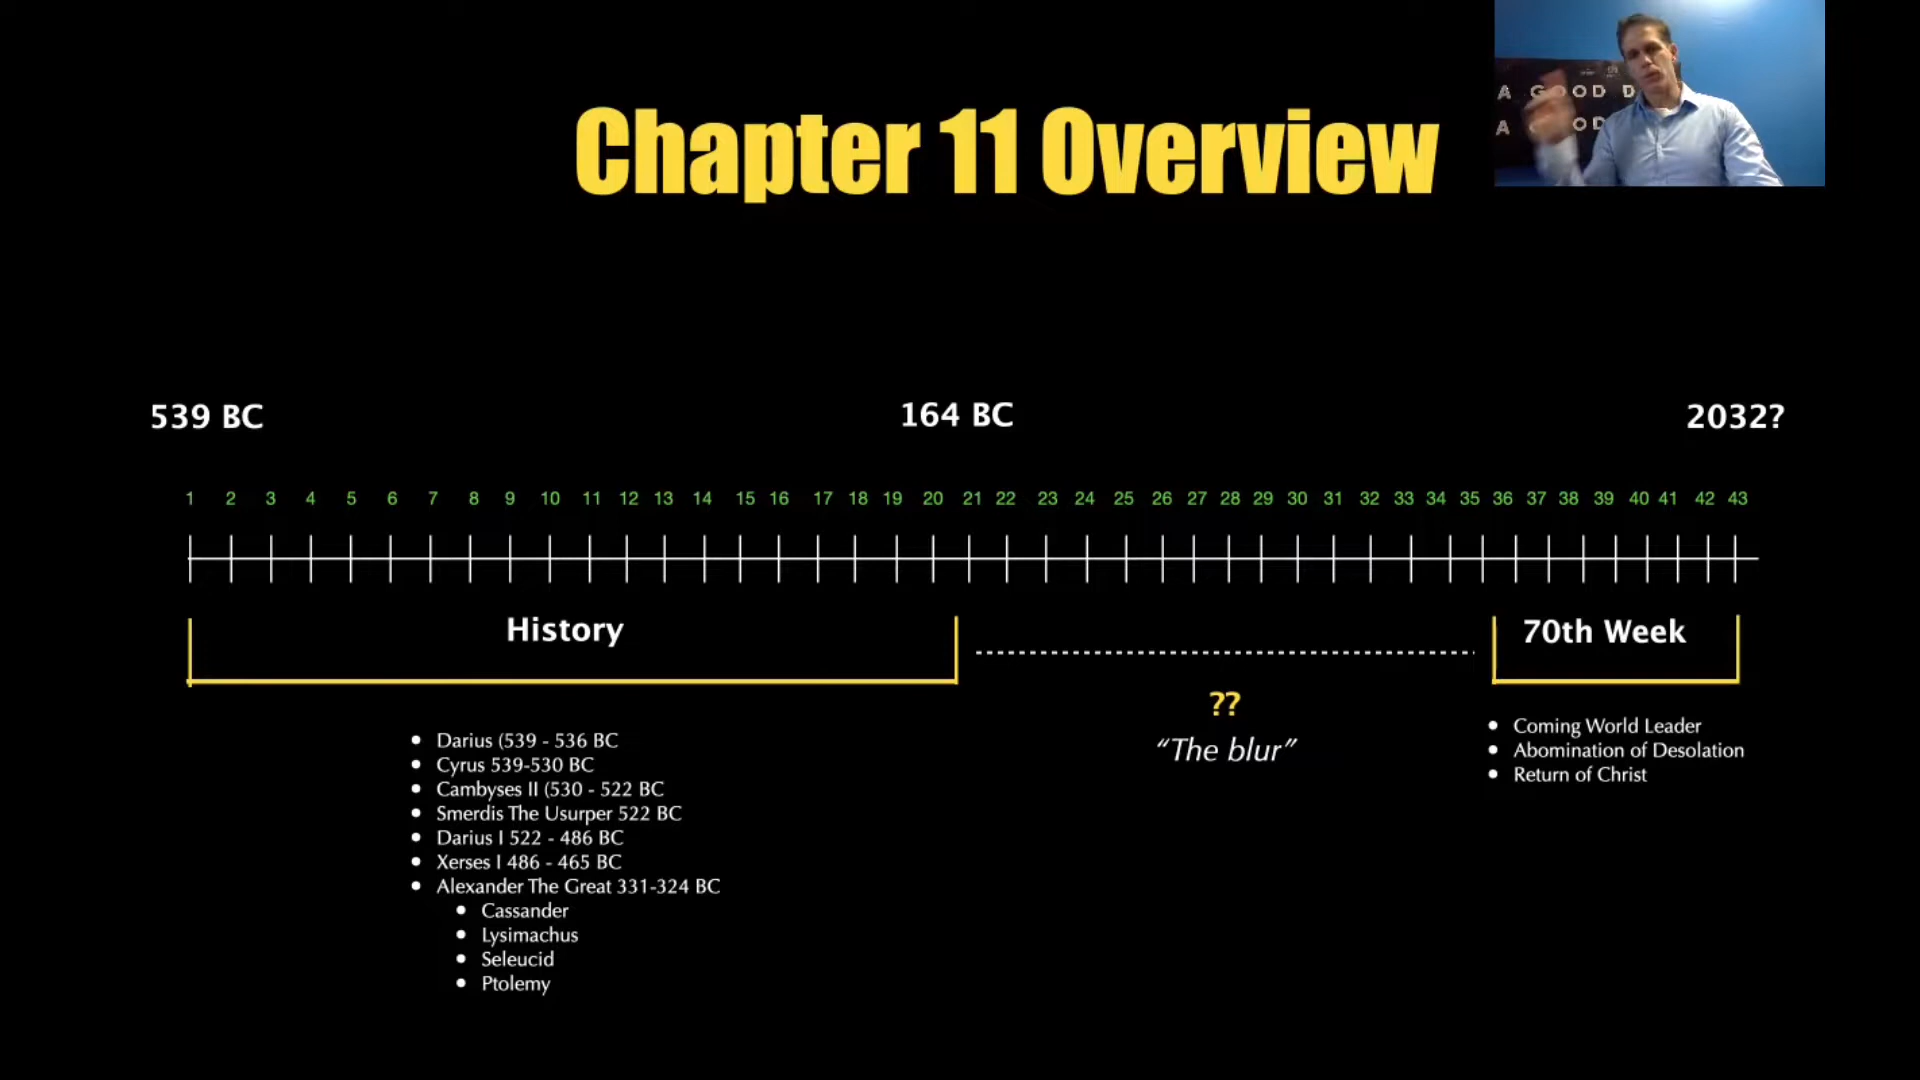 Chapter 11 Overview
A GOOD D
A OD
539 BC 164 BC 2032?
1 2 3 4 5 6 7 8 9 10 11 12 13 14 15 16 17 18 19 20 21 22 23 24 25 26 27 28 29 30 31 32 33 34 35 36 37 38 39 40 41 42 43
History
70th Week
??
"The blur"
• Darius (539 - 536 BC
• Cyrus 539-530 BC
• Cambyses II (530 - 522 BC
• Smerdis The Usurper 522 BC
• Darius I 522 - 486 BC
• Xerses I 486 - 465 BC
• Alexander The Great 331-324 BC
• Cassander
• Lysimachus
• Seleucid
• Ptolemy
• Coming World Leader
• Abomination of Desolation
• Return of Christ